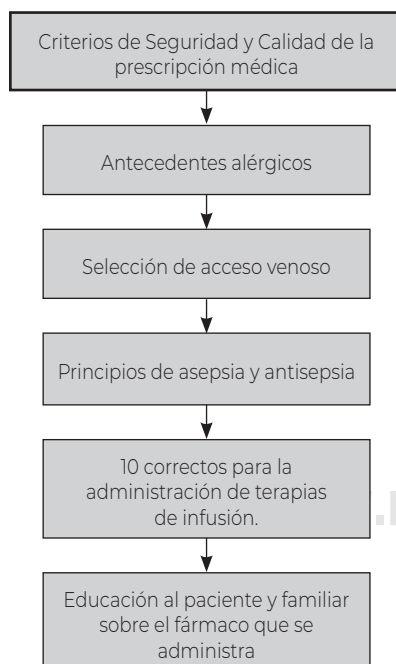 Criterios de Seguridad y Calidad de la
prescripción médica
Antecedentes alérgicos
Selección de acceso venoso
Principios de asepsia y antisepsia
10 correctos para la
administración de terapias
de infusión.
Educación al paciente y familiar
sobre el fármaco que se
administra